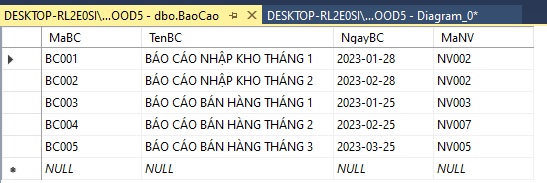 DESKTOP-RL2E0SI\...OOD5 - dbo.BaoCao DESKTOP-RL2E0SI\...OOD5 - Diagram_0*
MaBC TenBC NgayBC MaNV
BC001 BÁO CÁO NHẬP KHO THÁNG 1 2023-01-28 NV002
BC002 BÁO CÁO NHẬP KHO THÁNG 2 2023-02-28 NV002
BC003 BÁO CÁO BÁN HÀNG THÁNG 1 2023-01-25 NV003
BC004 BÁO CÁO BÁN HÀNG THÁNG 2 2023-02-25 NV007
BC005 BÁO CÁO BÁN HÀNG THÁNG 3 2023-03-25 NV005
NULL NULL NULL NULL